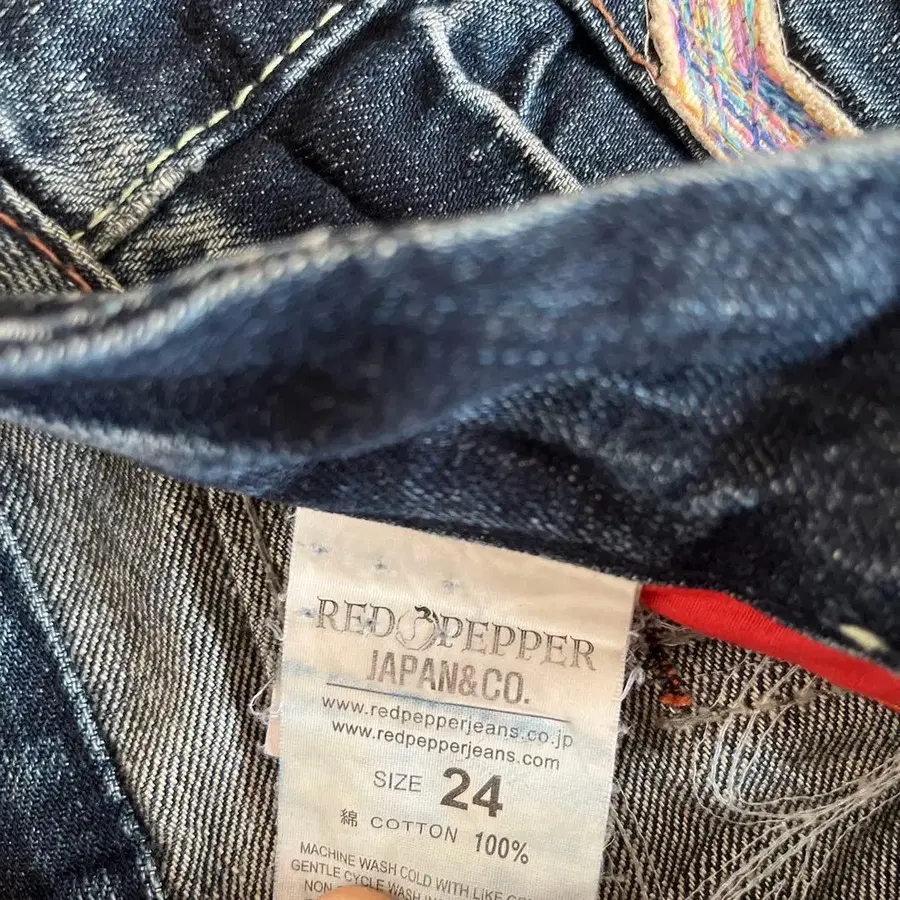 RED PEPPER
JAPAN&CO.
www.redpepperjeans.co.jp
www.redpepperjeans.com
SIZE 24
綿 COTTON 100%
MACHINE WASH COLD WITH LIKE
GENTLE CYCLE WASH
NON